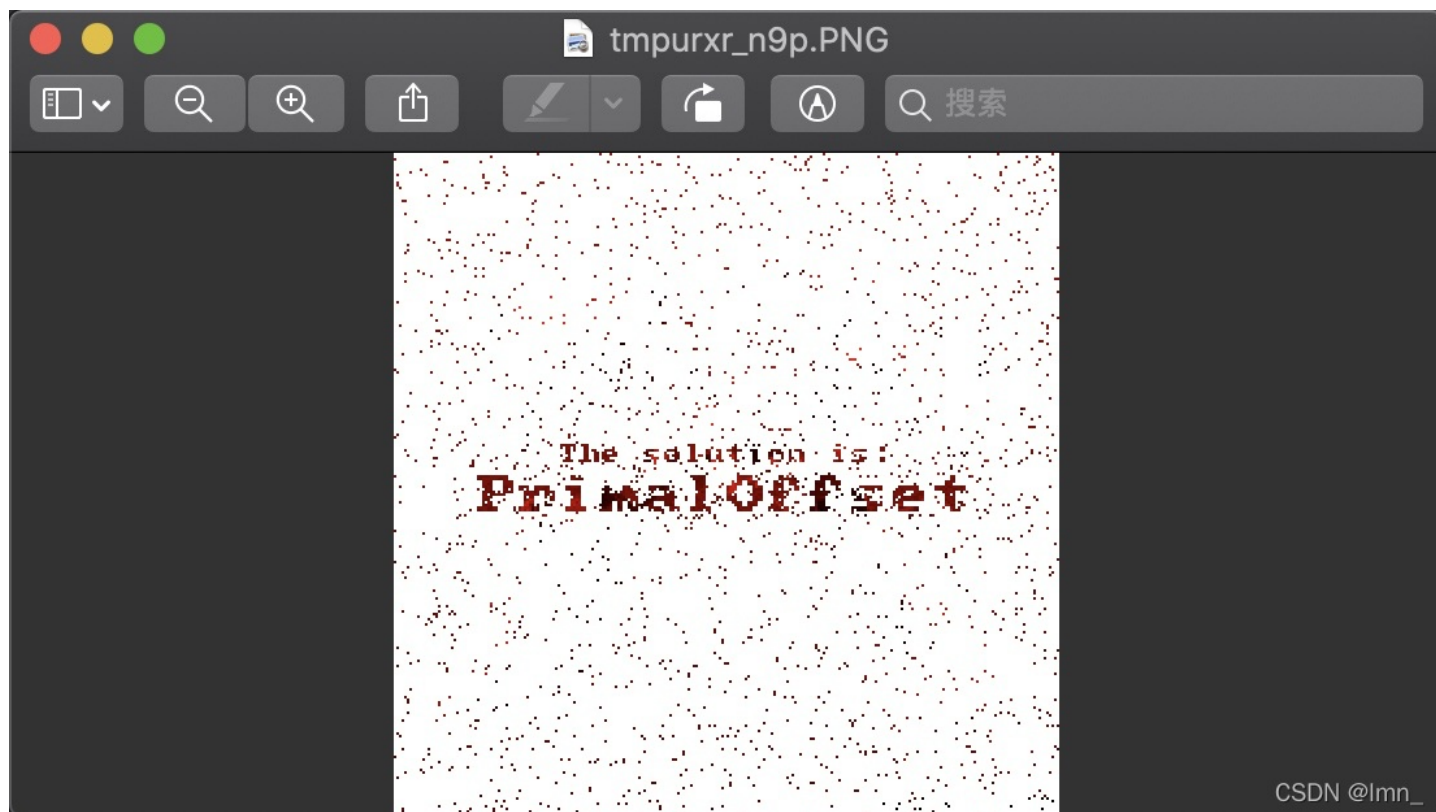 tmpurxr_n9p.PNG
搜索
The solution is:
PrimalOffset
CSDN @lmn_